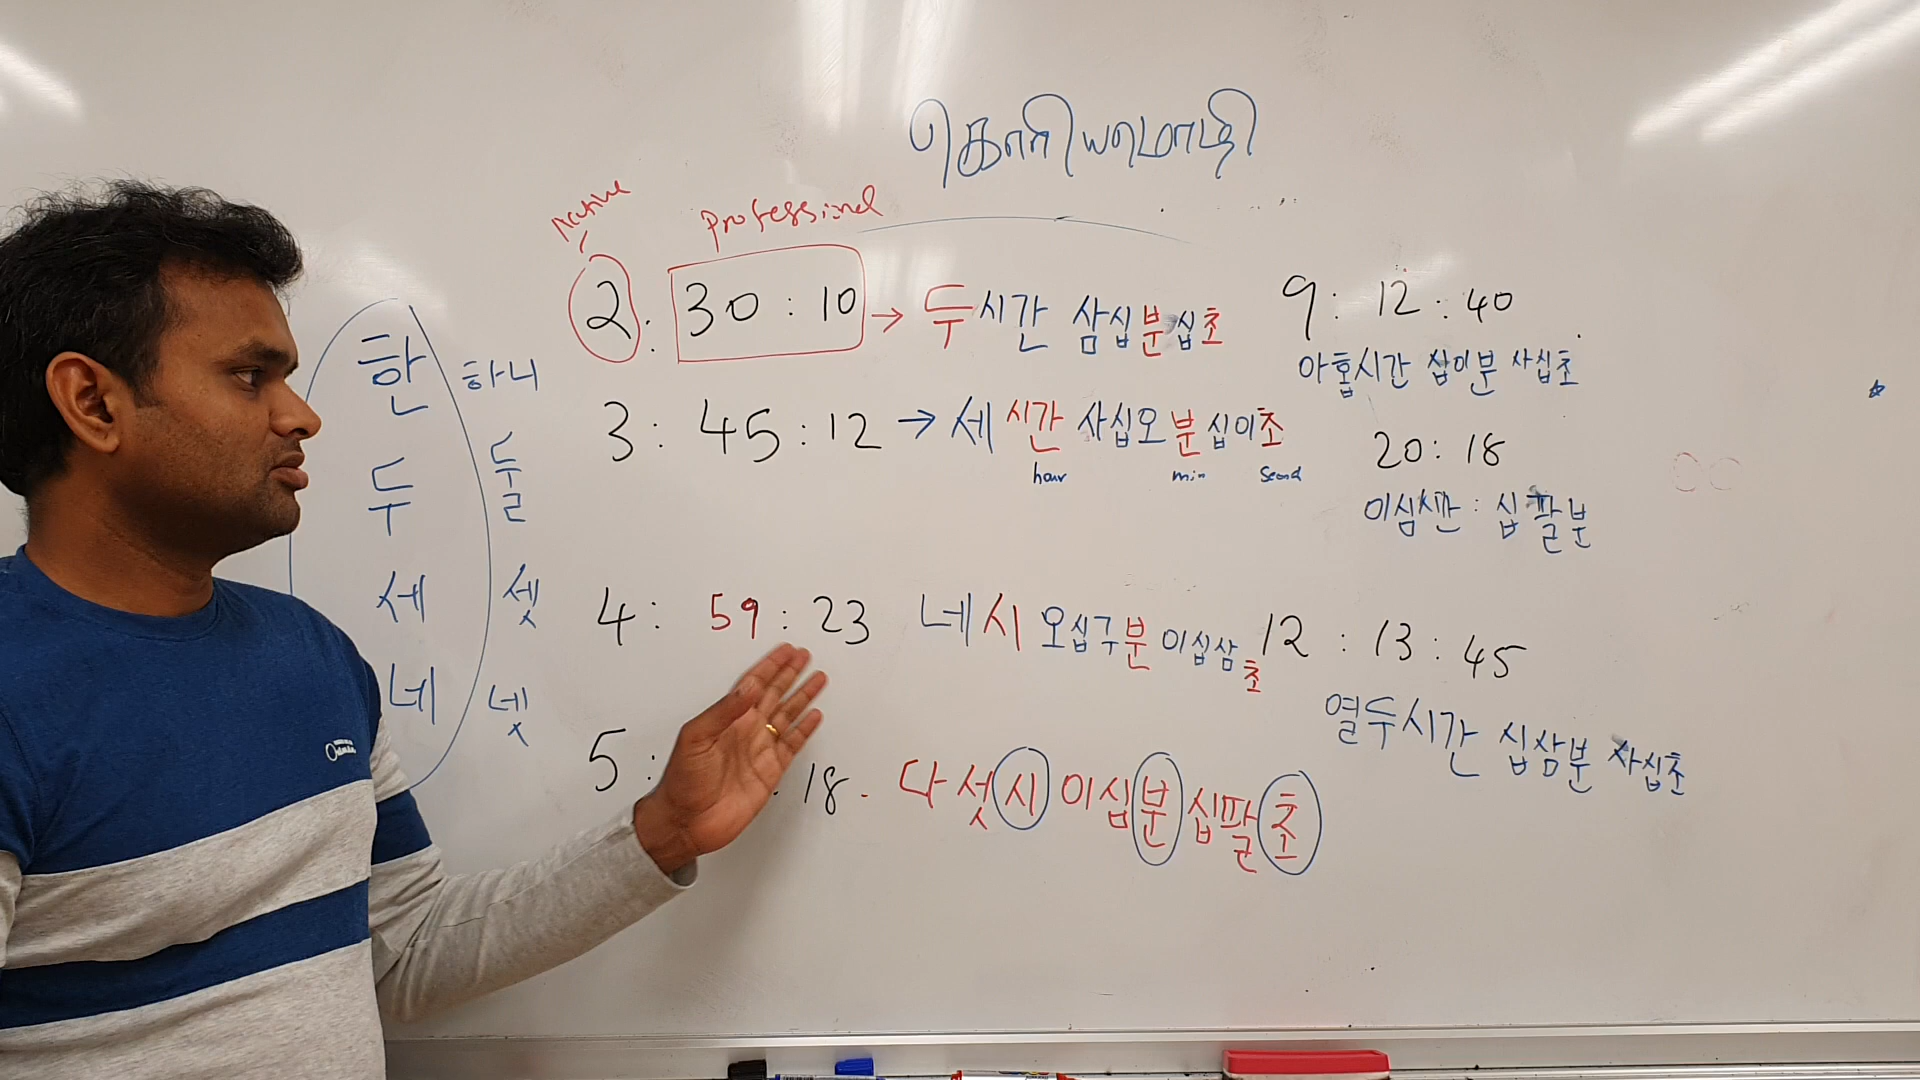 கொரியமொழி
Native
Professional
2 : 30 : 10 → 두시간 삼십분십초
3 : 45 : 12 → 세 시간 사십오분십이초
hour min Second
4 : 59 : 23 네시 오십구분 이십삼초
5 : 18 . 다섯시 이십분 십팔초
한 하나
두 둘
세 셋
네 넷
9 : 12 : 40
아홉시간 십이분 사십초
20 : 18
이십시간 : 십팔분
12 : 13 : 45
열두시간 십삼분 사십초